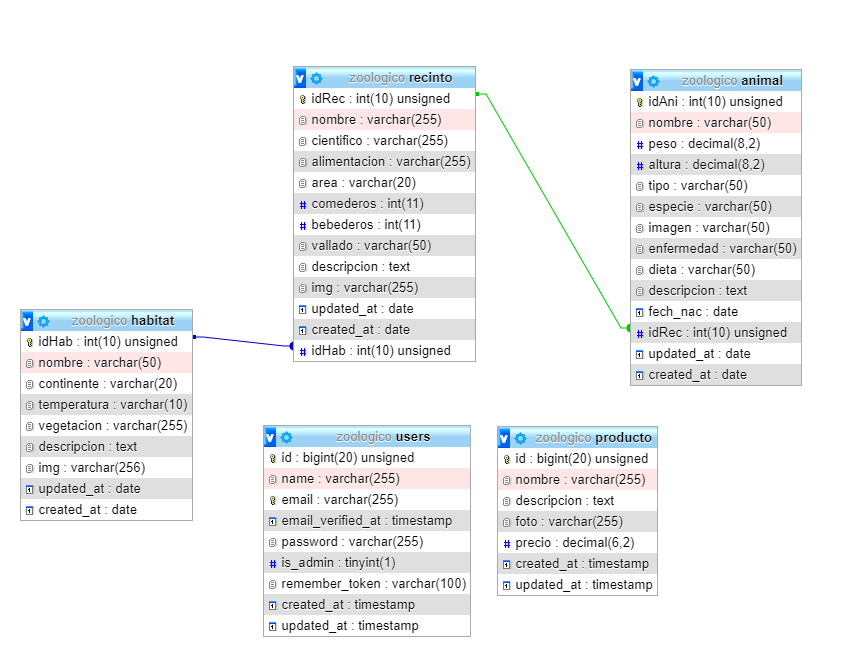 zoologico recinto
idRec : int(10) unsigned
nombre : varchar(255)
cientifico : varchar(255)
alimentacion : varchar(255)
area : varchar(20)
comederos : int(11)
bebederos : int(11)
vallado : varchar(50)
descripcion : text
img : varchar(255)
updated_at : date
created_at : date
idHab : int(10) unsigned
zoologico animal
idAni : int(10) unsigned
nombre : varchar(50)
peso : decimal(8,2)
altura : decimal(8,2)
tipo : varchar(50)
especie : varchar(50)
imagen : varchar(50)
enfermedad : varchar(50)
dieta : varchar(50)
descripcion : text
fech_nac : date
idRec : int(10) unsigned
updated_at : date
created_at : date
zoologico habitat
idHab : int(10) unsigned
nombre : varchar(50)
continente : varchar(20)
temperatura : varchar(10)
vegetacion : varchar(255)
descripcion : text
img : varchar(256)
updated_at : date
created_at : date
zoologico users
id : bigint(20) unsigned
name : varchar(255)
email : varchar(255)
email_verified_at : timestamp
password : varchar(255)
is_admin : tinyint(1)
remember_token : varchar(100)
created_at : timestamp
updated_at : timestamp
zoologico producto
id : bigint(20) unsigned
nombre : varchar(255)
descripcion : text
foto : varchar(255)
precio : decimal(6,2)
created_at : timestamp
updated_at : timestamp